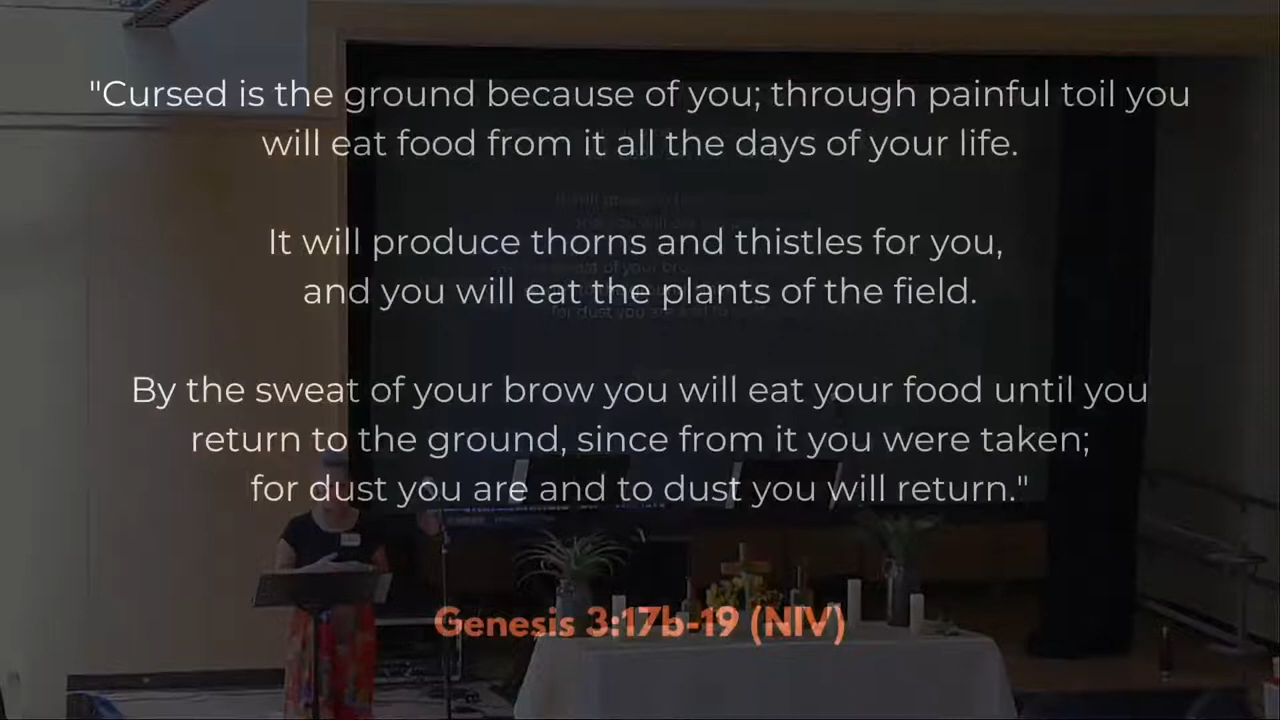 "Cursed is the ground because of you; through painful toil you
will eat food from it all the days of your life.
It will produce thorns and thistles for you,
and you will eat the plants of the field.
By the sweat of your brow you will eat your food until you
return to the ground, since from it you were taken;
for dust you are and to dust you will return."
Genesis 3:17b-19 (NIV)